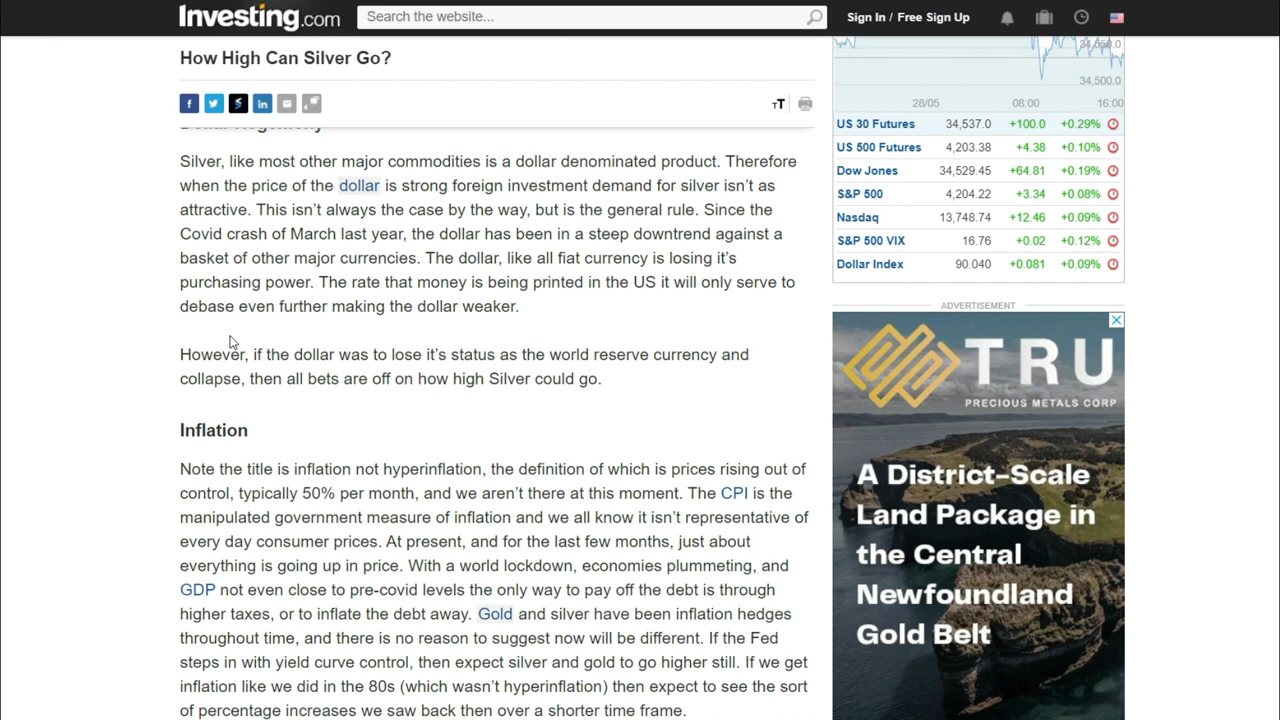 Investing.com
Search the website...
Sign In / Free Sign Up
How High Can Silver Go?
Dollar Hegemony
Silver, like most other major commodities is a dollar denominated product. Therefore
when the price of the dollar is strong foreign investment demand for silver isn't as
attractive. This isn't always the case by the way, but is the general rule. Since the
Covid crash of March last year, the dollar has been in a steep downtrend against a
basket of other major currencies. The dollar, like all fiat currency is losing it's
purchasing power. The rate that money is being printed in the US it will only serve to
debase even further making the dollar weaker.
However, if the dollar was to lose it's status as the world reserve currency and
collapse, then all bets are off on how high Silver could go.
Inflation
Note the title is inflation not hyperinflation, the definition of which is prices rising out of
control, typically 50% per month, and we aren't there at this moment. The CPI is the
manipulated government measure of inflation and we all know it isn't representative of
every day consumer prices. At present, and for the last few months, just about
everything is going up in price. With a world lockdown, economies plummeting, and
GDP not even close to pre-covid levels the only way to pay off the debt is through
higher taxes, or to inflate the debt away. Gold and silver have been inflation hedges
throughout time, and there is no reason to suggest now will be different. If the Fed
steps in with yield curve control, then expect silver and gold to go higher still. If we get
inflation like we did in the 80s (which wasn't hyperinflation) then expect to see the sort
of percentage increases we saw back then over a shorter time frame.
34,550.0
34,500.0
28/05 08:00 16:00
US 30 Futures 34,537.0 +100.0 +0.29%
US 500 Futures 4,203.38 +4.38 +0.10%
Dow Jones 34,529.45 +64.81 +0.19%
S&P 500 4,204.22 +3.34 +0.08%
Nasdaq 13,748.74 +12.46 +0.09%
S&P 500 VIX 16.76 +0.02 +0.12%
Dollar Index 90.040 +0.081 +0.09%
ADVERTISEMENT
TRU
PRECIOUS METALS CORP
A District-Scale
Land Package in
the Central
Newfoundland
Gold Belt